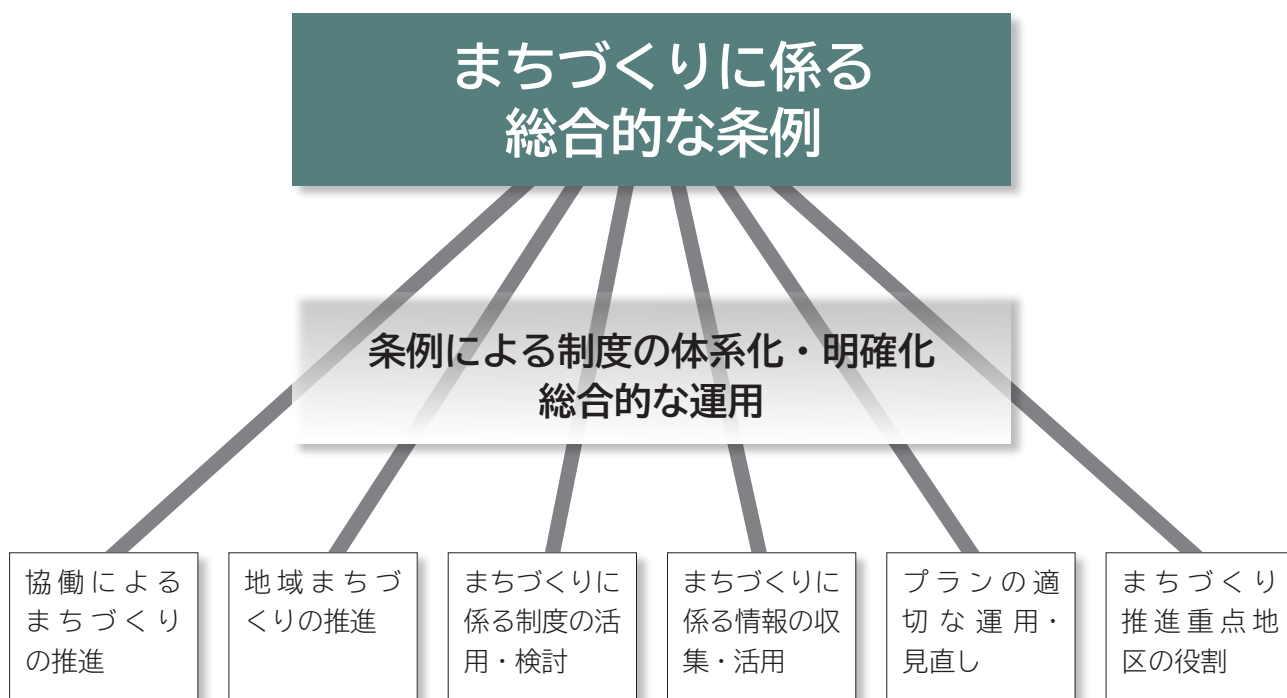 まちづくりに係る
総合的な条例
条例による制度の体系化・明確化
総合的な運用
協働による
まちづくり
の推進
地域まちづ
くりの推進
まちづくりに
係る制度の活
用・検討
まちづくりに
係る情報の収
集・活用
プランの適
切な運用・
見直し
まちづくり
推進重点地
区の役割